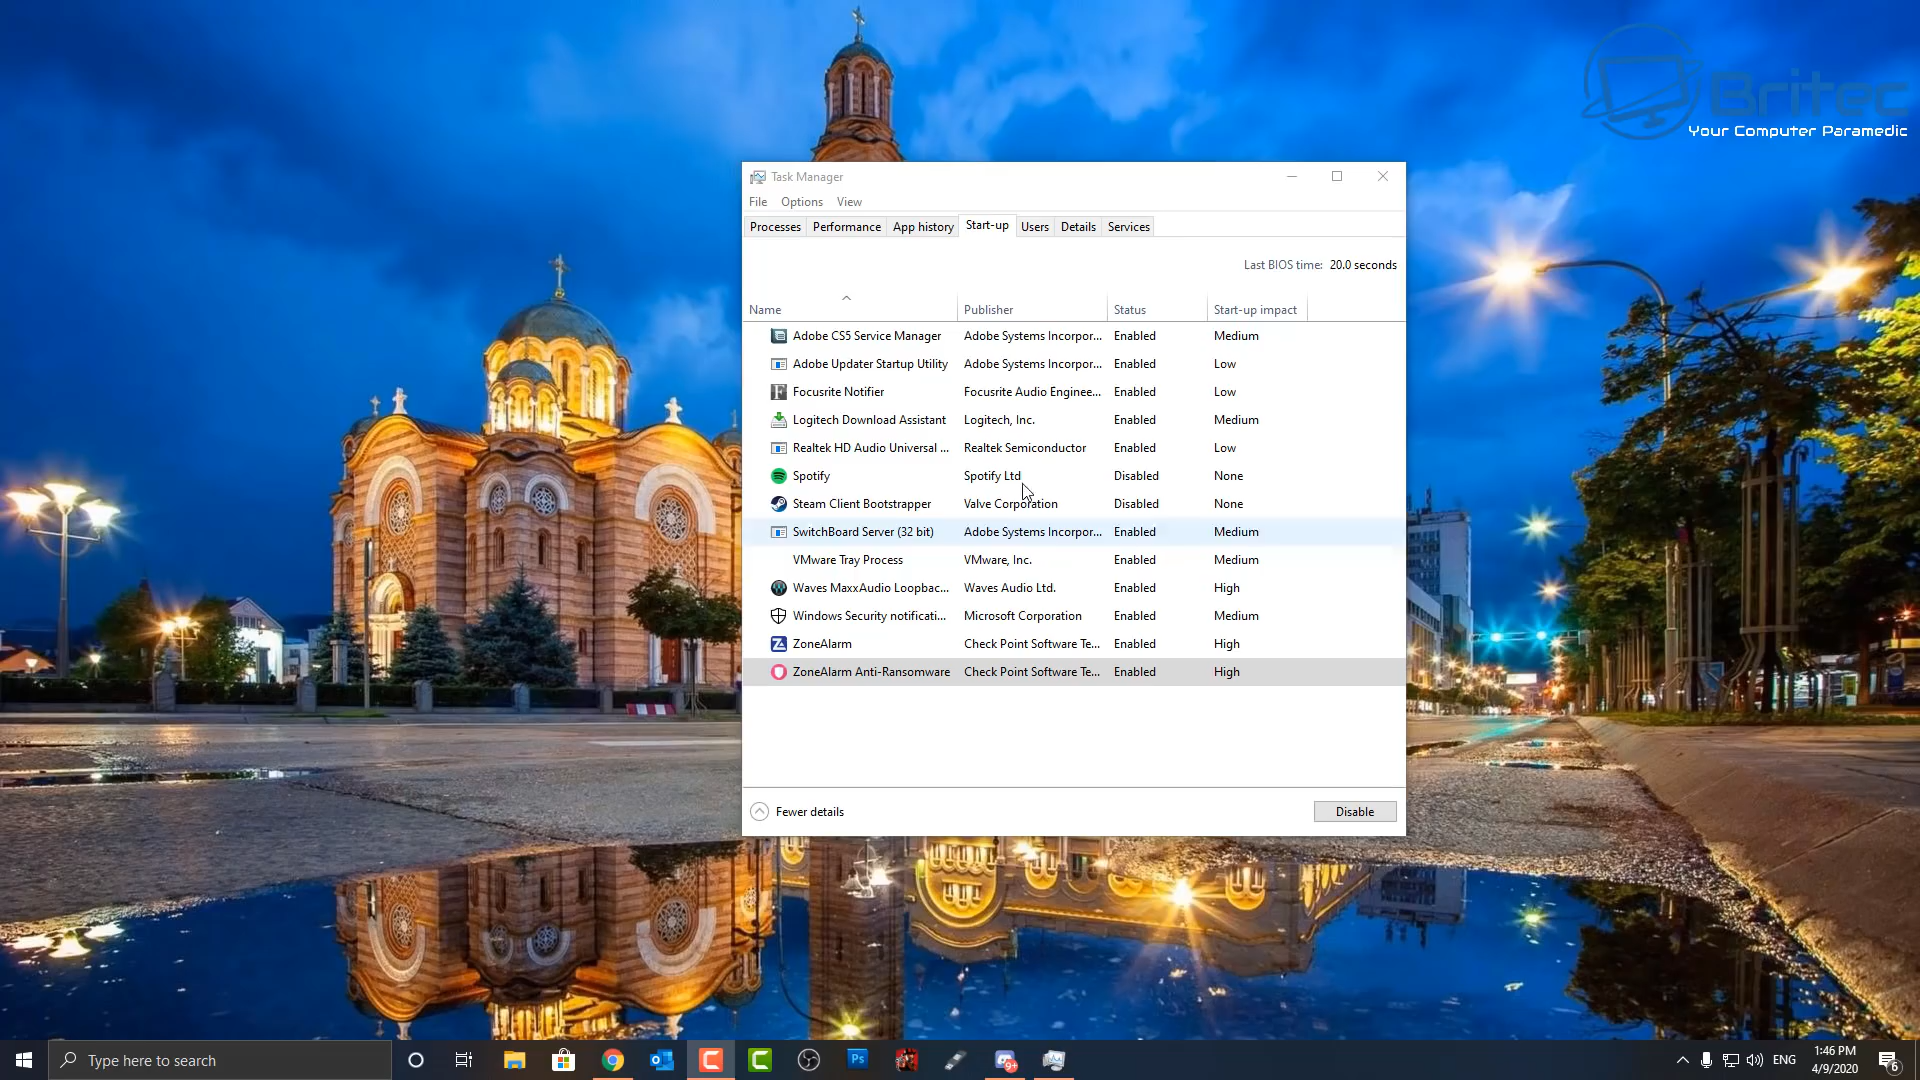 Britec
Your Computer Paramedic
Task Manager
File Options View
Processes Performance App history Start-up Users Details Services
Last BIOS time: 20.0 seconds
Name Publisher Status Start-up impact
Adobe CS5 Service Manager Adobe Systems Incorpor... Enabled Medium
Adobe Updater Startup Utility Adobe Systems Incorpor... Enabled Low
Focusrite Notifier Focusrite Audio Enginee... Enabled Low
Logitech Download Assistant Logitech, Inc. Enabled Medium
Realtek HD Audio Universal ... Realtek Semiconductor Enabled Low
Spotify Spotify Ltd Disabled None
Steam Client Bootstrapper Valve Corporation Disabled None
SwitchBoard Server (32 bit) Adobe Systems Incorpor... Enabled Medium
VMware Tray Process VMware, Inc. Enabled Medium
Waves MaxxAudio Loopbac... Waves Audio Ltd. Enabled High
Windows Security notificati... Microsoft Corporation Enabled Medium
ZoneAlarm Check Point Software Te... Enabled High
ZoneAlarm Anti-Ransomware Check Point Software Te... Enabled High
Fewer details Disable
Type here to search
Ps
9+
ENG
1:46 PM
4/9/2020
6